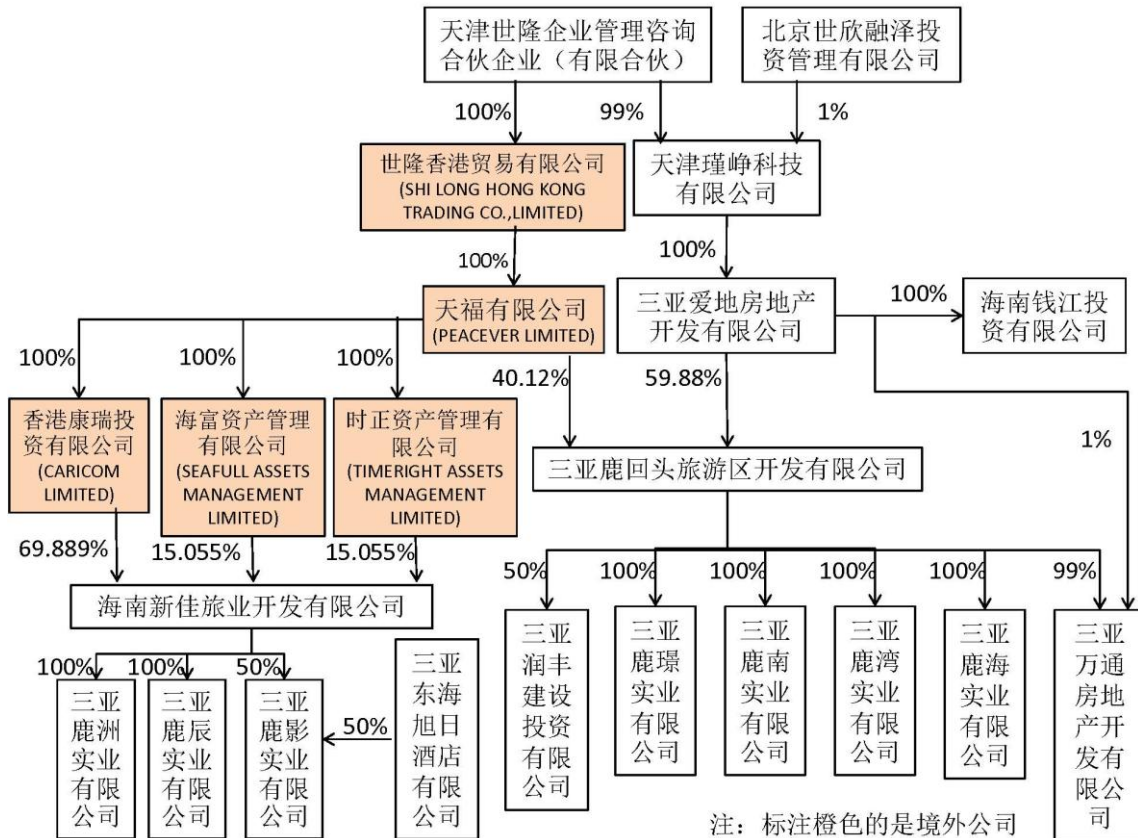 天津世隆企业管理咨询
合伙企业（有限合伙）
北京世欣融泽投
资管理有限公司
100%
99%
1%
世隆香港贸易有限公司
(SHI LONG HONG KONG
TRADING CO.,LIMITED)
天津瑾峥科技
有限公司
100%
100%
天福有限公司
(PEACEVER LIMITED)
三亚爱地房地产
开发有限公司
100%
海南钱江投
资有限公司
100%
100%
100%
40.12%
59.88%
1%
香港康瑞投
资有限公司
(CARICOM
LIMITED)
海富资产管理
有限公司
(SEAFULL ASSETS
MANAGEMENT
LIMITED)
时正资产管理有
限公司
(TIMERIGHT ASSETS
MANAGEMENT
LIMITED)
三亚鹿回头旅游区开发有限公司
69.889%
15.055%
15.055%
海南新佳旅业开发有限公司
50%
100%
100%
100%
100%
99%
100%
100%
50%
三亚
鹿洲
实业
有限
公司
三亚
鹿辰
实业
有限
公司
三亚
鹿影
实业
有限
公司
50%
三亚
东海
旭日
酒店
有限
公司
三亚
润丰
建设
投资
有限
公司
三亚
鹿璟
实业
有限
公司
三亚
鹿南
实业
有限
公司
三亚
鹿湾
实业
有限
公司
三亚
鹿海
实业
有限
公司
三亚
万通
房地
产开
发有
限公
司
注：标注橙色的是境外公司